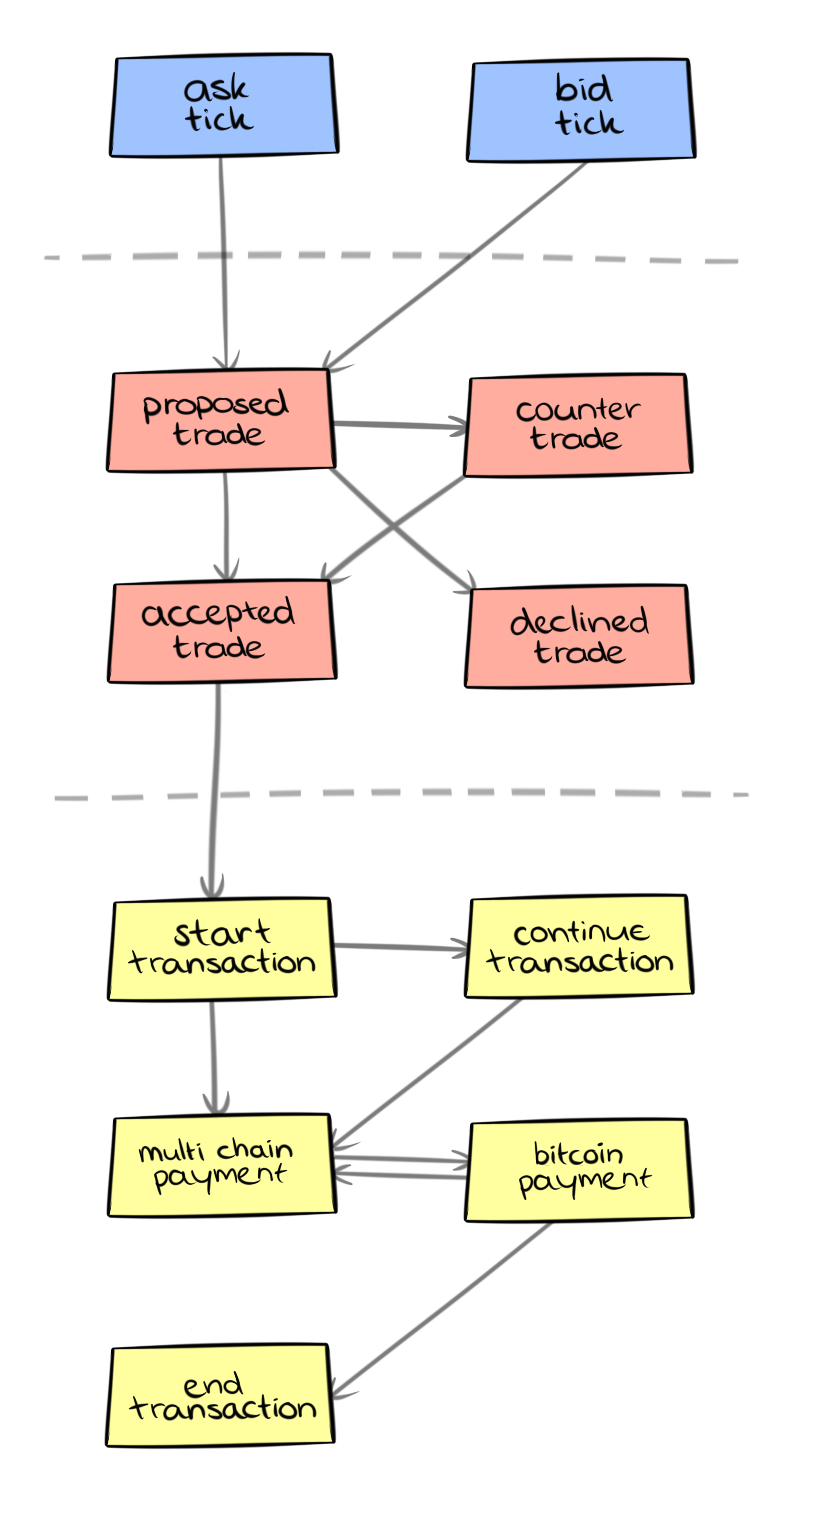 ask
tick
bid
tick
proposed
trade
counter
trade
accepted
trade
declined
trade
start
transaction
continue
transaction
multi chain
payment
bitcoin
payment
end
transaction